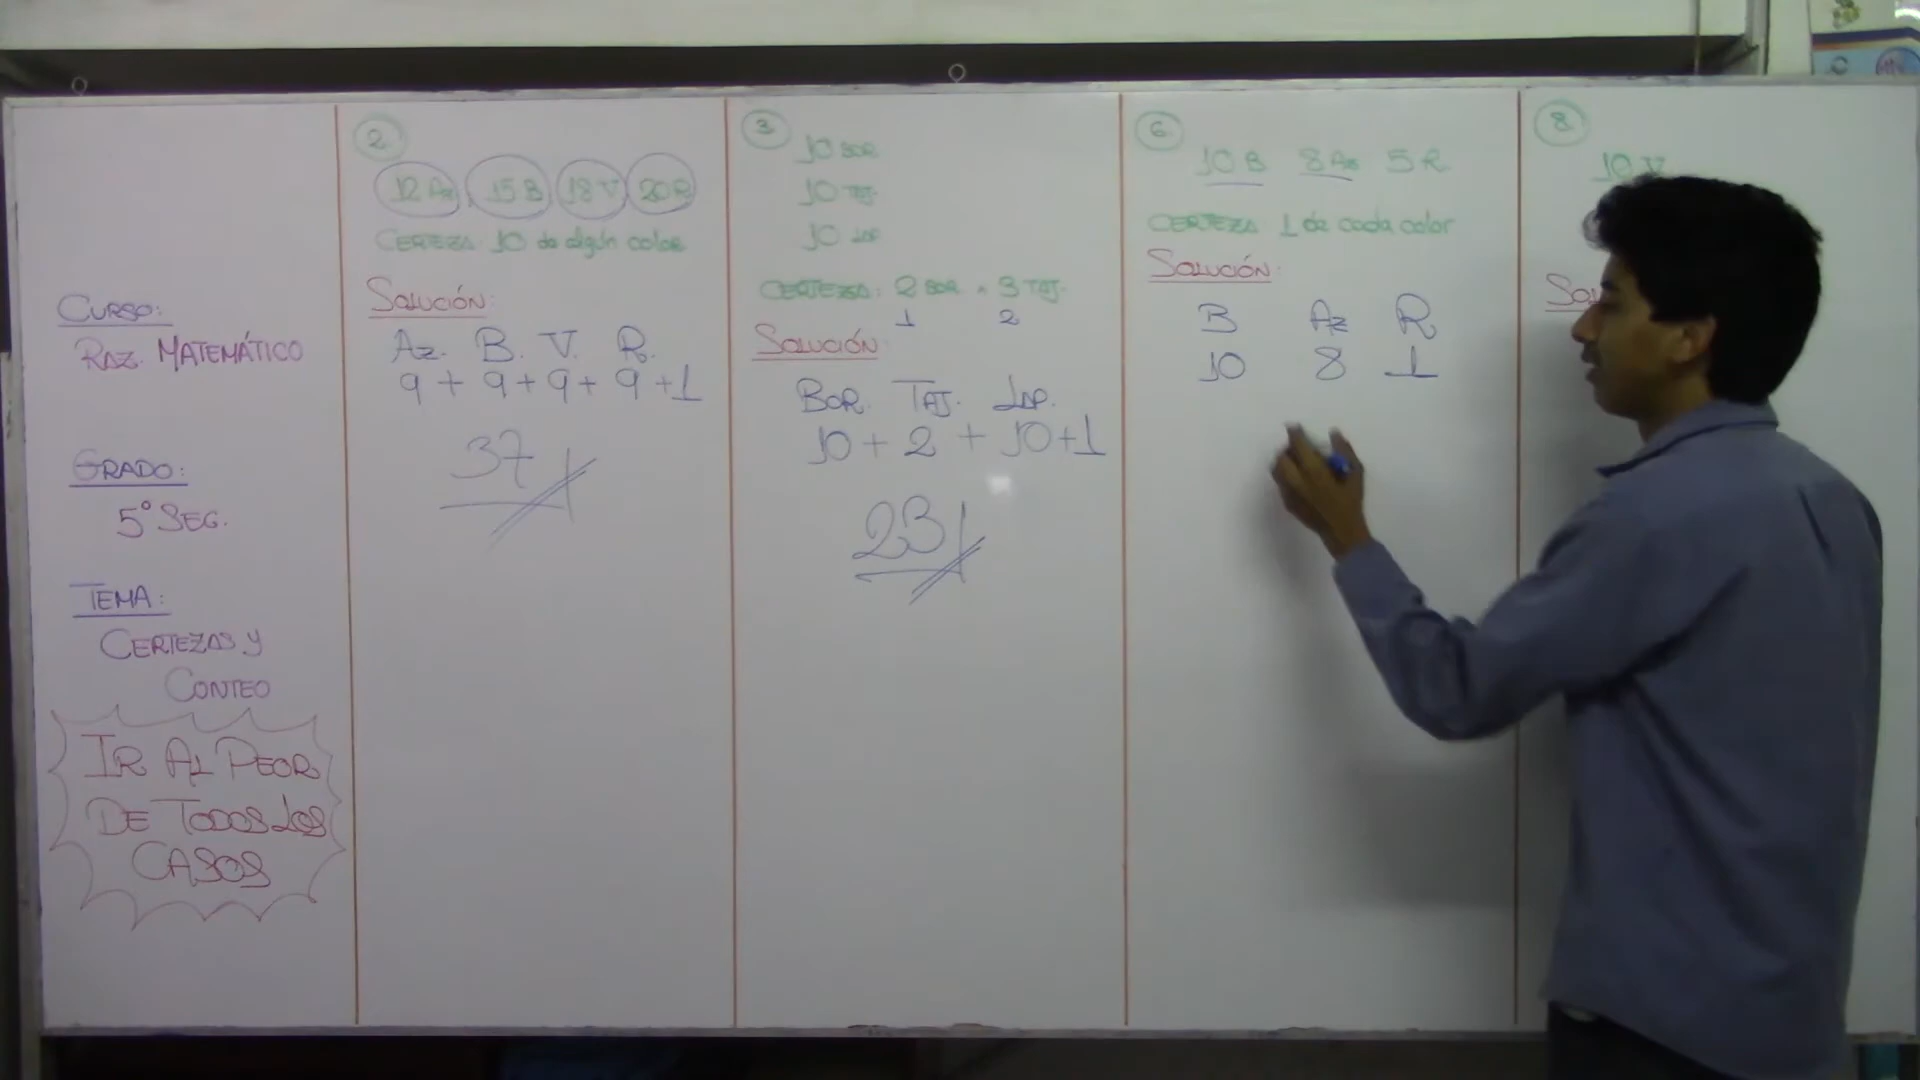 CURSO:
RAZ. MATEMÁTICO
GRADO:
5° SEG.
TEMA:
CERTEZAS Y
CONTEO
IR AL PEOR
DE TODOS LOS
CASOS
2
12 Az 15 B 18 V 20 R
CERTEZA: 10 de algún color
SOLUCIÓN:
Az. B. V. R.
9 + 9 + 9 + 9 + 1
37
3
10 BOR
10 TAJ.
10 LAP
CERTEZA: 2 BOR. ^ 3 TAJ.
1 2
SOLUCIÓN
BOR. TAJ. LAP.
10 + 2 + 10 + 1
23
6
10 B 8 Az 5 R
CERTEZA: 1 de cada color
SOLUCIÓN:
B Az R
10 8 1
8
10 V